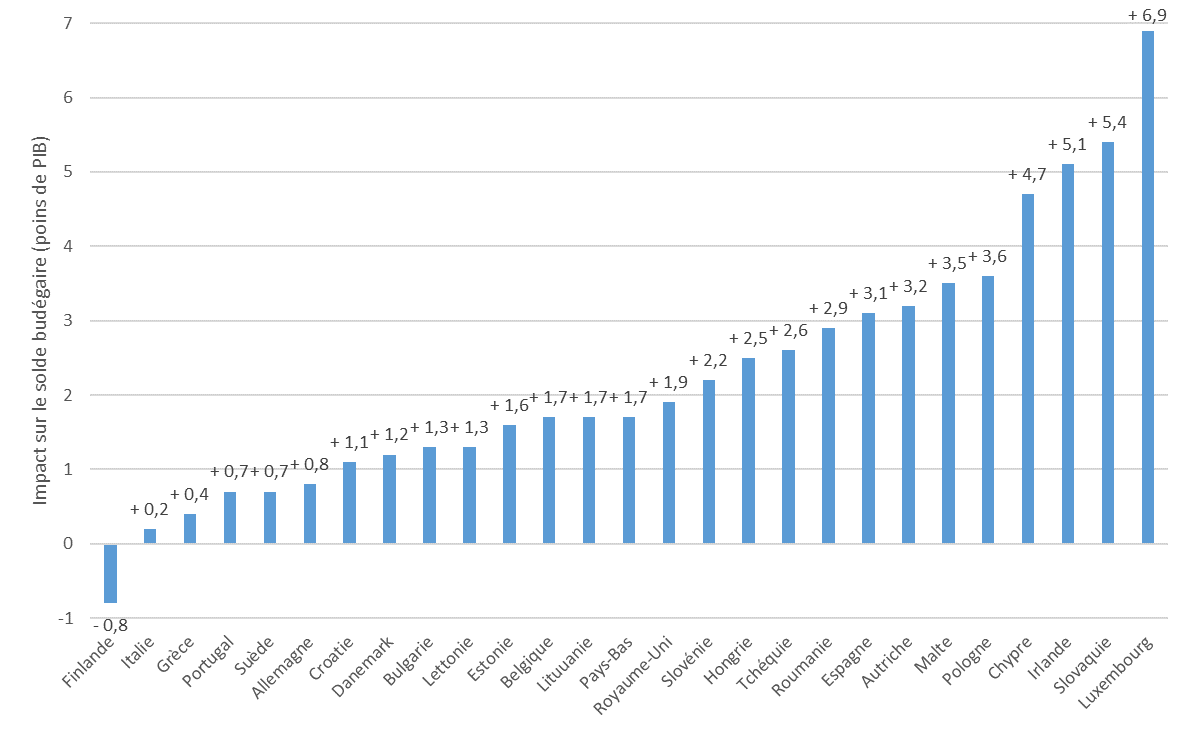 Impact sur le solde budégaire (poins de PIB)
7
6
5
4
3
2
1
0
-1
- 0,8
+ 0,2
+ 0,4
+ 0,7
+ 0,7
+ 0,8
+ 1,1
+ 1,2
+ 1,3
+ 1,3
+ 1,6
+ 1,7
+ 1,7
+ 1,7
+ 1,9
+ 2,2
+ 2,5
+ 2,6
+ 2,9
+ 3,1
+ 3,2
+ 3,5
+ 3,6
+ 4,7
+ 5,1
+ 5,4
+ 6,9
Finlande
Italie
Grèce
Portugal
Suède
Allemagne
Croatie
Danemark
Bulgarie
Lettonie
Estonie
Belgique
Lituuanie
Pays-Bas
Royaume-Uni
Slovénie
Hongrie
Tchéquie
Roumanie
Espagne
Autriche
Malte
Pologne
Chypre
Irlande
Slovaquie
Luxembourg